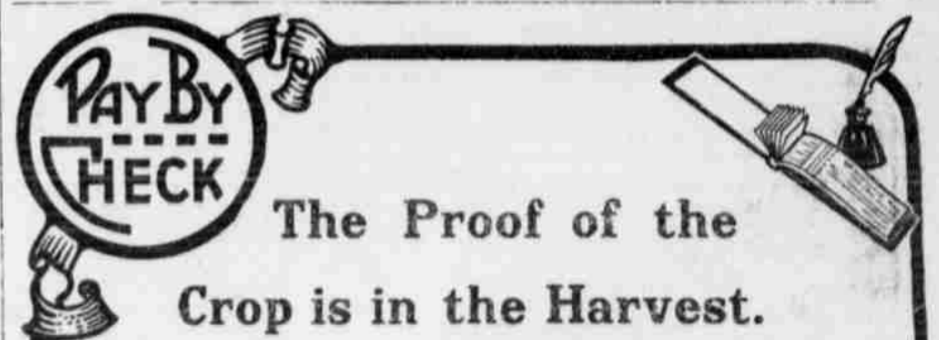 PAY BY
CHECK
The Proof of the
Crop is in the Harvest.